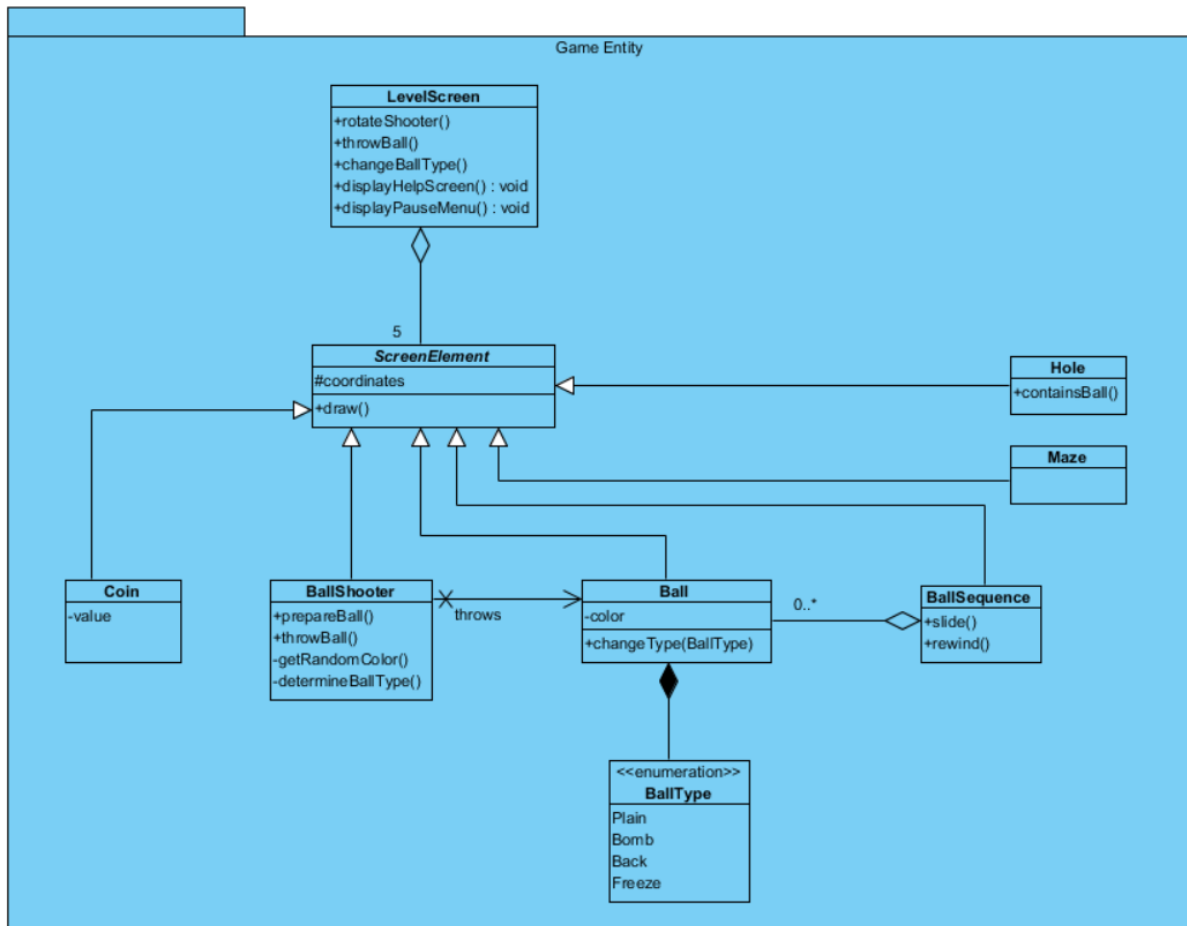 Game Entity
LevelScreen
+rotateShooter()
+throwBall()
+changeBallType()
+displayHelpScreen() : void
+displayPauseMenu() : void
5
ScreenElement
#coordinates
+draw()
Hole
+containsBall()
Maze
Coin
-value
BallShooter
+prepareBall()
+throwBall()
-getRandomColor()
-determineBallType()
throws
Ball
-color
+changeType(BallType)
0..*
BallSequence
+slide()
+rewind()
<<enumeration>>
BallType
Plain
Bomb
Back
Freeze